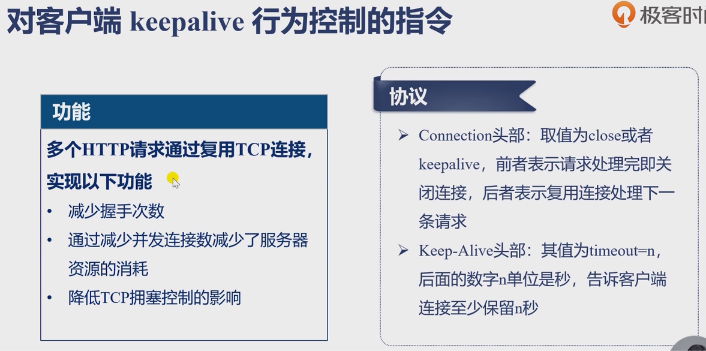 对客户端 keepalive 行为控制的指令
极客时
功能
多个HTTP请求通过复用TCP连接，
实现以下功能
• 减少握手次数
• 通过减少并发连接数减少了服务器
资源的消耗
• 降低TCP拥塞控制的影响
协议
➢ Connection头部：取值为close或者
keepalive，前者表示请求处理完即关
闭连接，后者表示复用连接处理下一
条请求
➢ Keep-Alive头部：其值为timeout=n，
后面的数字n单位是秒，告诉客户端
连接至少保留n秒